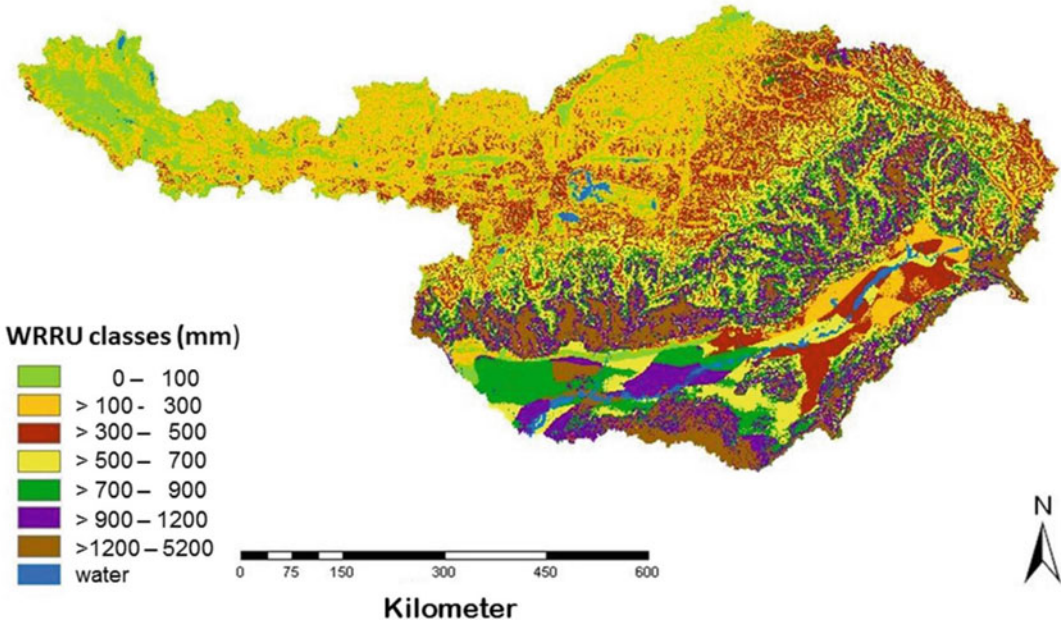 WRRU classes (mm)
0 – 100
> 100 - 300
> 300 – 500
> 500 – 700
> 700 – 900
> 900 – 1200
>1200 – 5200
water
0 75 150 300 450 600
Kilometer
N